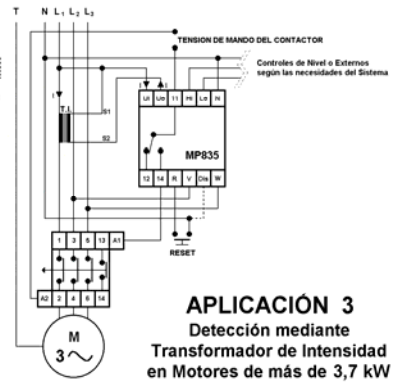 T N L1 L2 L3
TENSION DE MANDO DEL CONTACTOR
Controles de Nivel o Externos
según las necesidades del Sistema
I I I
Ui Uo 11 Hi Lo N
T.I. S1
S2
MP835
12 14 R V Dis W
RESET
1 3 5 13 A1
A2 2 4 6 14
M
3~
APLICACIÓN 3
Detección mediante
Transformador de Intensidad
en Motores de más de 3,7 kW